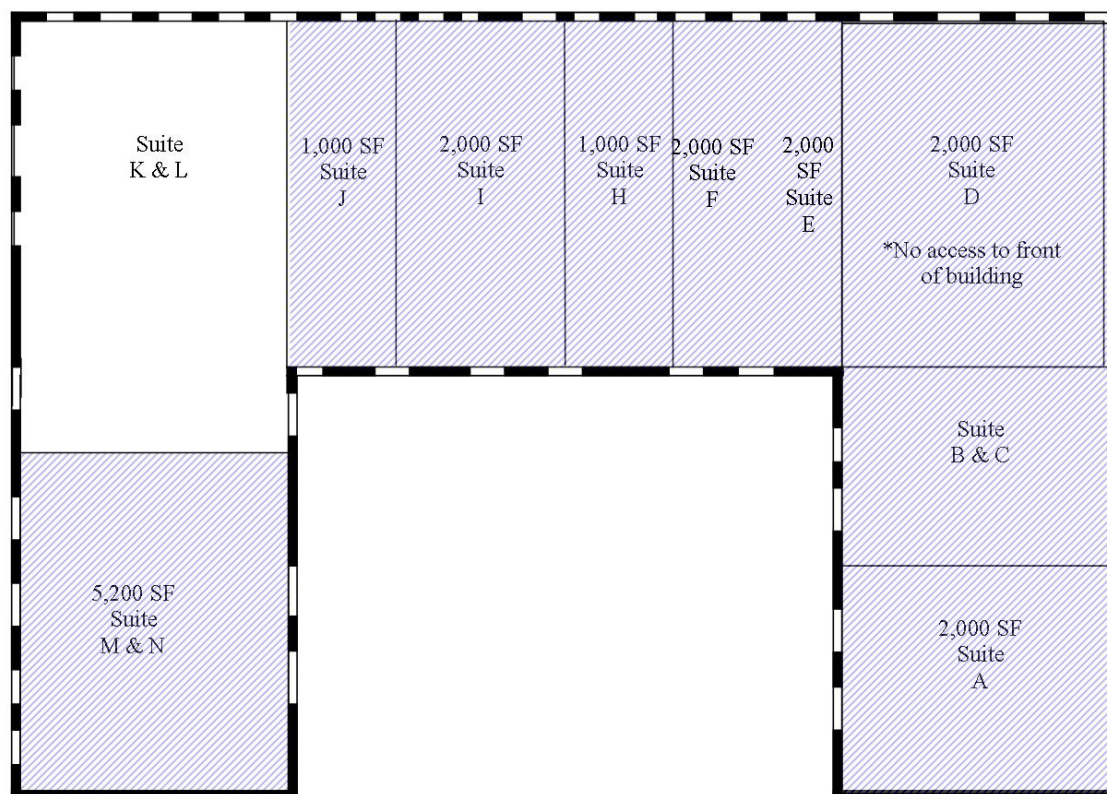 Suite
K & L
1,000 SF
Suite
J
2,000 SF
Suite
I
1,000 SF
Suite
H
2,000 SF
Suite
F
2,000
SF
Suite
E
2,000 SF
Suite
D
*No access to front
of building
Suite
B & C
5,200 SF
Suite
M & N
2,000 SF
Suite
A